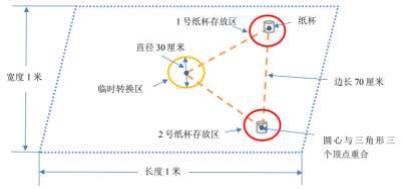 1号纸杯存放区
纸杯
直径30厘米
宽度1米
边长70厘米
临时转换区
2号纸杯存放区
圆心与三角形三
个顶点重合
长度1米